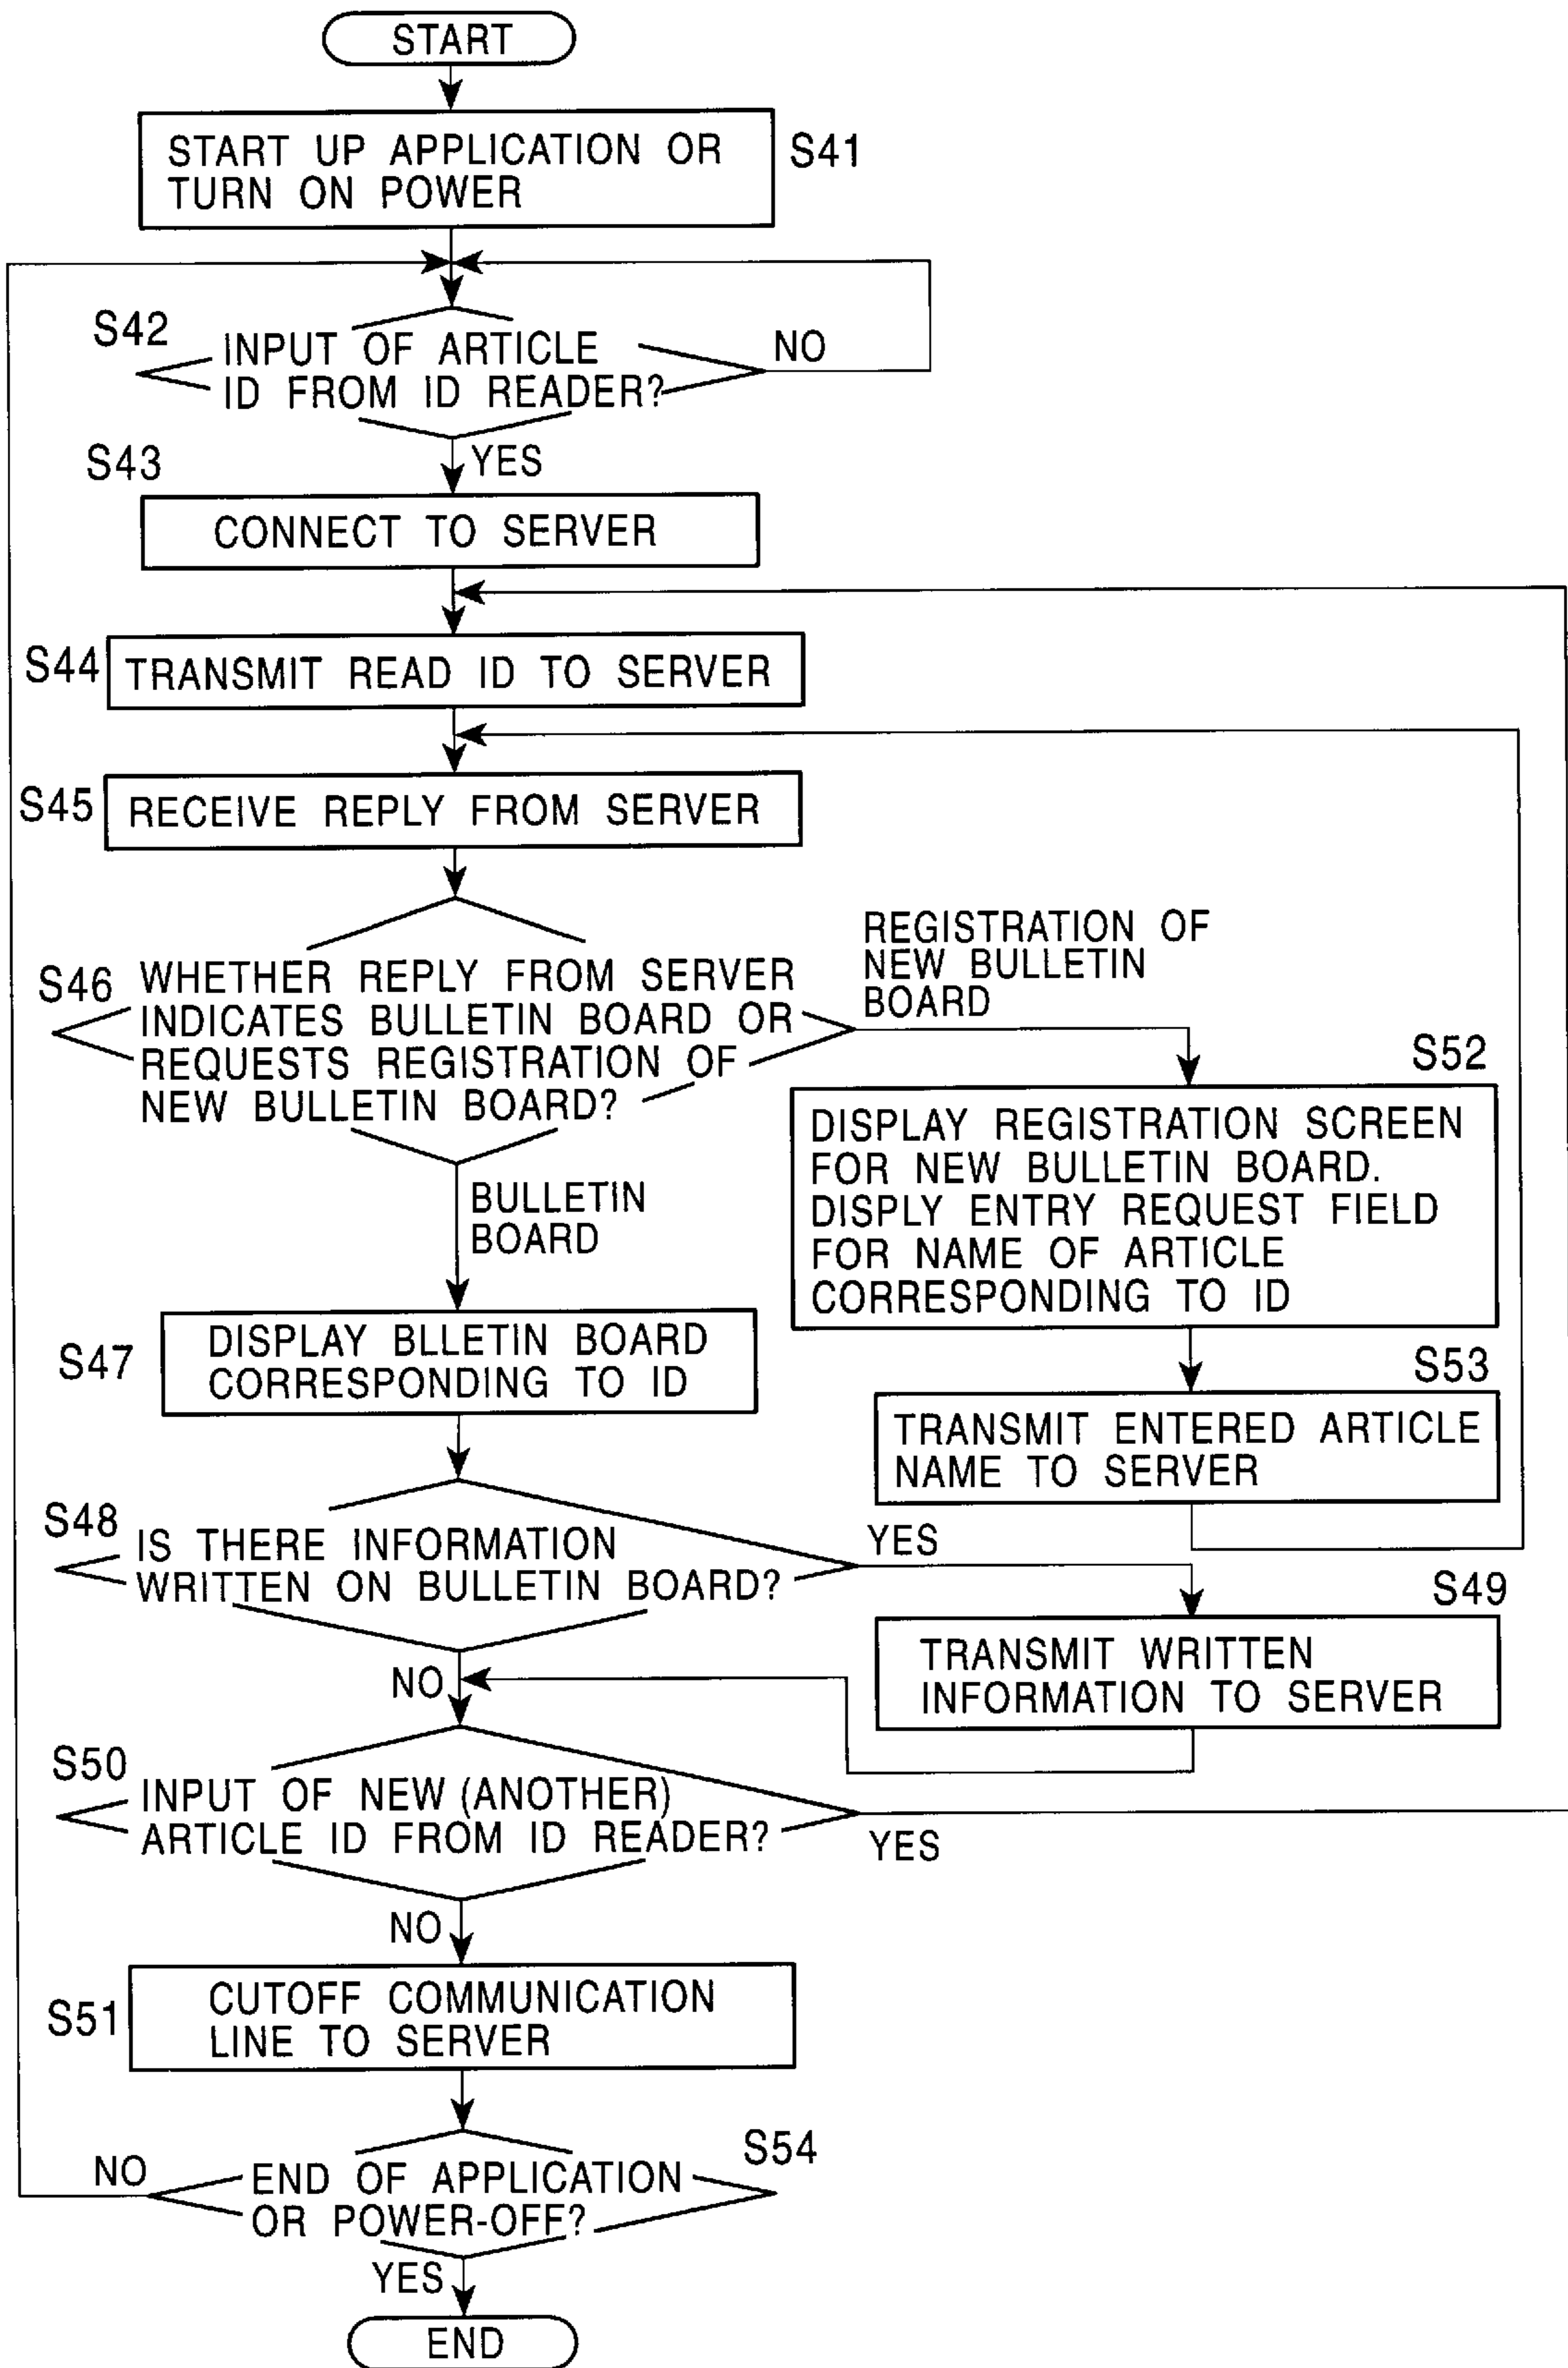 START
START UP APPLICATION OR
TURN ON POWER
S41
S42
INPUT OF ARTICLE
ID FROM ID READER?
NO
YES
S43
CONNECT TO SERVER
S44
TRANSMIT READ ID TO SERVER
S45
RECEIVE REPLY FROM SERVER
S46
WHETHER REPLY FROM SERVER
INDICATES BULLETIN BOARD OR
REQUESTS REGISTRATION OF
NEW BULLETIN BOARD?
REGISTRATION OF
NEW BULLETIN
BOARD
BULLETIN
BOARD
S52
DISPLAY REGISTRATION SCREEN
FOR NEW BULLETIN BOARD.
DISPLY ENTRY REQUEST FIELD
FOR NAME OF ARTICLE
CORRESPONDING TO ID
S47
DISPLAY BLLETIN BOARD
CORRESPONDING TO ID
S53
TRANSMIT ENTERED ARTICLE
NAME TO SERVER
S48
IS THERE INFORMATION
WRITTEN ON BULLETIN BOARD?
YES
S49
TRANSMIT WRITTEN
INFORMATION TO SERVER
NO
S50
INPUT OF NEW (ANOTHER)
ARTICLE ID FROM ID READER?
YES
NO
S51
CUTOFF COMMUNICATION
LINE TO SERVER
S54
NO
END OF APPLICATION
OR POWER-OFF?
YES
END